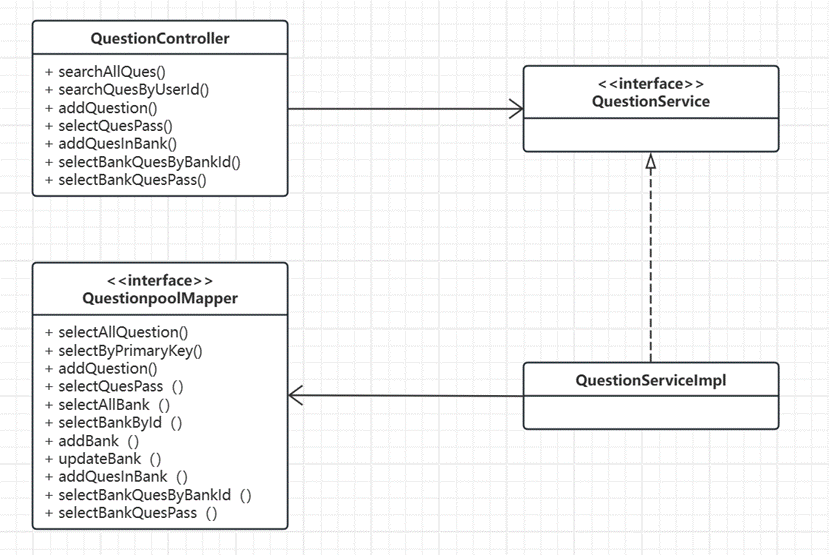 QuestionController
+ searchAllQues()
+ searchQuesByUserId()
+ addQuestion()
+ selectQuesPass()
+ addQuesInBank()
+ selectBankQuesByBankId()
+ selectBankQuesPass()
<<interface>>
QuestionService
<<interface>>
QuestionpoolMapper
+ selectAllQuestion()
+ selectByPrimaryKey()
+ addQuestion()
+ selectQuesPass ()
+ selectAllBank ()
+ selectBankById ()
+ addBank ()
+ updateBank ()
+ addQuesInBank ()
+ selectBankQuesByBankId ()
+ selectBankQuesPass ()
QuestionServiceImpl